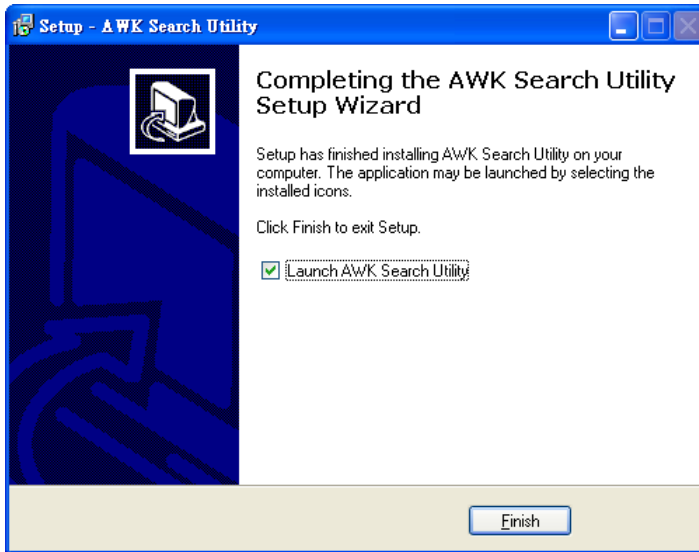 Setup - AWK Search Utility
Completing the AWK Search Utility
Setup Wizard
Setup has finished installing AWK Search Utility on your
computer. The application may be launched by selecting the
installed icons.
Click Finish to exit Setup.
Launch AWK Search Utility
Finish